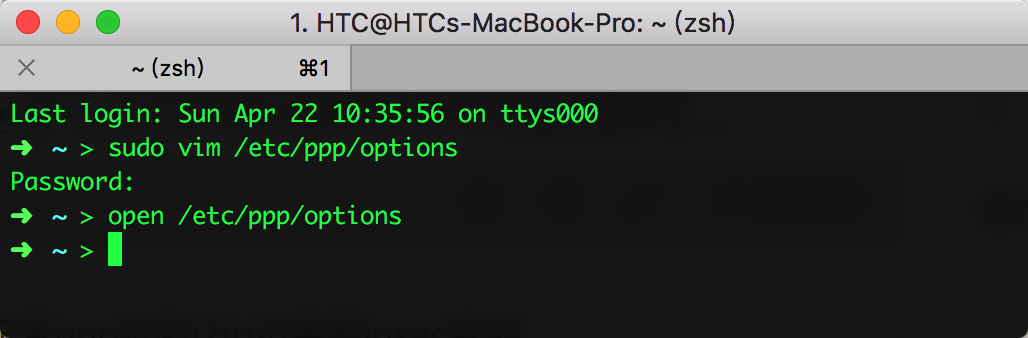 1. HTC@HTCs-MacBook-Pro: ~ (zsh)
~ (zsh) ⌘1
Last login: Sun Apr 22 10:35:56 on ttys000
➜ ~ > sudo vim /etc/ppp/options
Password:
➜ ~ > open /etc/ppp/options
➜ ~ >